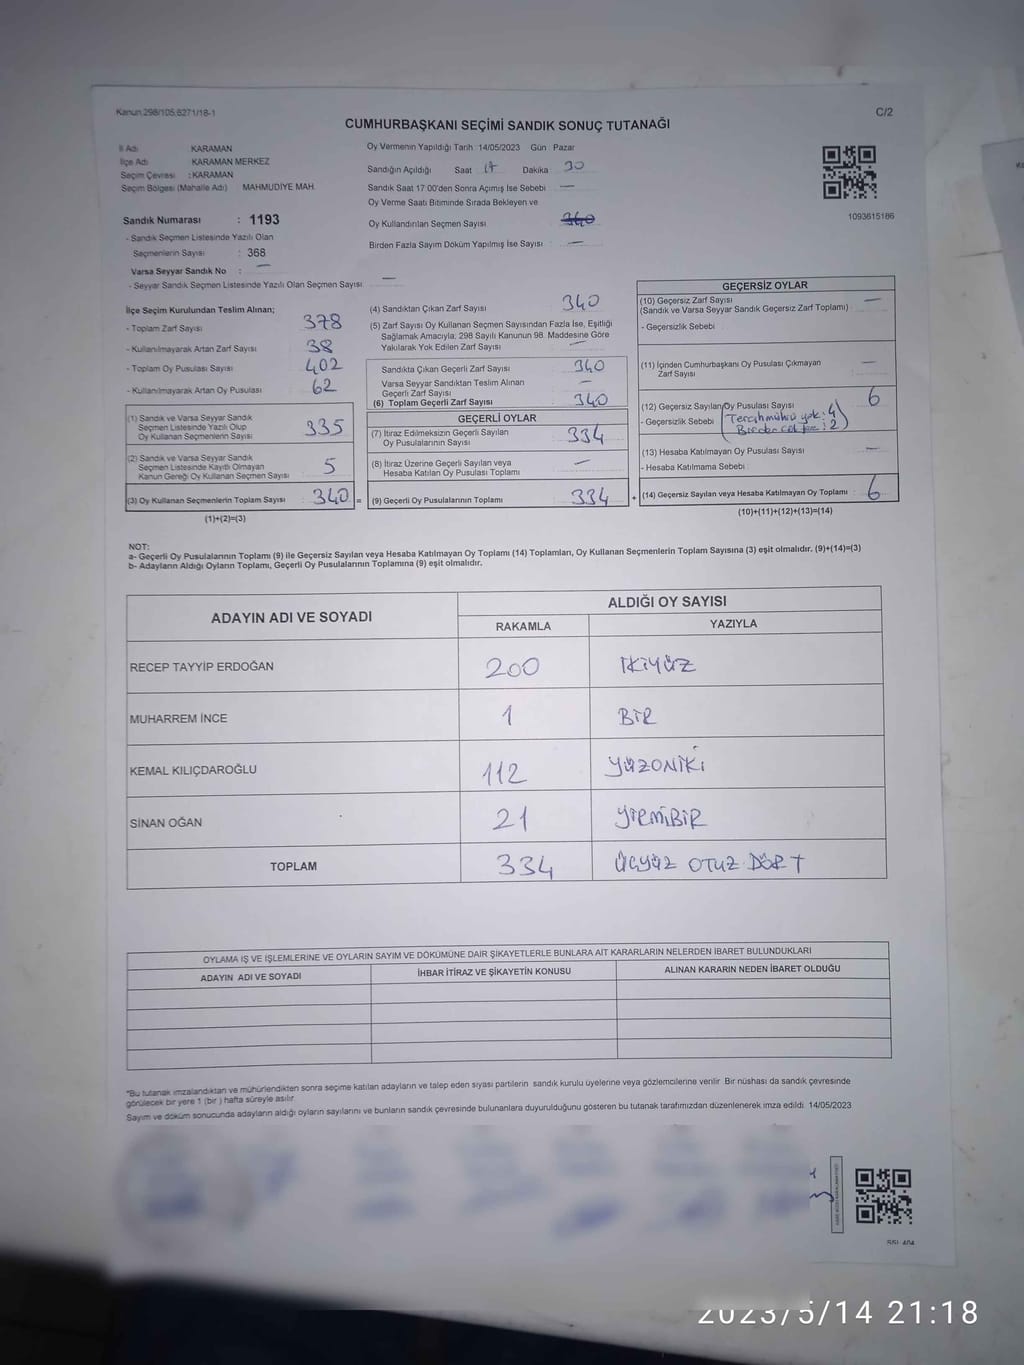 Kanun 298/105,6271/18-1
C/2
CUMHURBAŞKANI SEÇİMİ SANDIK SONUÇ TUTANAĞI
İl Adı KARAMAN
İlçe Adı KARAMAN MERKEZ
Seçim Çevresi : KARAMAN
Seçim Bölgesi (Mahalle Adı) MAHMUDİYE MAH.
Oy Vermenin Yapıldığı Tarih 14/05/2023 Gün : Pazar
Sandığın Açıldığı Saat 17 Dakika 30
Sandık Saat 17:00'den Sonra Açımış İse Sebebi —
Oy Verme Saati Bitiminde Sırada Bekleyen ve
Oy Kullandırılan Seçmen Sayısı 340
Birden Fazla Sayım Döküm Yapılmış İse Sayısı —
1093615186
Sandık Numarası : 1193
- Sandık Seçmen Listesinde Yazılı Olan
Seçmenlerin Sayısı : 368
Varsa Seyyar Sandık No : —
- Seyyar Sandık Seçmen Listesinde Yazılı Olan Seçmen Sayısı —
İlçe Seçim Kurulundan Teslim Alınan;
- Toplam Zarf Sayısı 378
- Kullanılmayarak Artan Zarf Sayısı 38
- Toplam Oy Pusulası Sayısı 402
- Kullanılmayarak Artan Oy Pusulası 62
(1) Sandık ve Varsa Seyyar Sandık
Seçmen Listesinde Yazılı Olup
Oy Kullanan Seçmenlerin Sayısı 335
(2) Sandık ve Varsa Seyyar Sandık
Seçmen Listesinde Kayıtlı Olmayan
Kanun Gereği Oy Kullanan Seçmen Sayısı 5
(3) Oy Kullanan Seçmenlerin Toplam Sayısı 340 =
(1)+(2)=(3)
(4) Sandıktan Çıkan Zarf Sayısı 340
(5) Zarf Sayısı Oy Kullanan Seçmen Sayısından Fazla İse, Eşitliği
Sağlamak Amacıyla; 298 Sayılı Kanunun 98. Maddesine Göre
Yakılarak Yok Edilen Zarf Sayısı —
Sandıkta Çıkan Geçerli Zarf Sayısı 340
Varsa Seyyar Sandıktan Teslim Alınan
Geçerli Zarf Sayısı —
(6) Toplam Geçerli Zarf Sayısı 340
GEÇERLİ OYLAR
(7) İtiraz Edilmeksizin Geçerli Sayılan
Oy Pusulalarının Sayısı 334
(8) İtiraz Üzerine Geçerli Sayılan veya
Hesaba Katılan Oy Pusulası Toplamı —
(9) Geçerli Oy Pusulalarının Toplamı 334 +
GEÇERSİZ OYLAR
(10) Geçersiz Zarf Sayısı
(Sandık ve Varsa Seyyar Sandık Geçersiz Zarf Toplamı) —
- Geçersizlik Sebebi
(11) İçinden Cumhurbaşkanı Oy Pusulası Çıkmayan
Zarf Sayısı —
(12) Geçersiz Sayılan Oy Pusulası Sayısı 6
- Geçersizlik Sebebi Tercih mührü yok : 4
: 2
(13) Hesaba Katılmayan Oy Pusulası Sayısı —
- Hesaba Katılmama Sebebi
(14) Geçersiz Sayılan veya Hesaba Katılmayan Oy Toplamı 6
(10)+(11)+(12)+(13)=(14)
NOT:
a- Geçerli Oy Pusulalarının Toplamı (9) ile Geçersiz Sayılan veya Hesaba Katılmayan Oy Toplamı (14) Toplamları, Oy Kullanan Seçmenlerin Toplam Sayısına (3) eşit olmalıdır. (9)+(14)=(3)
b- Adayların Aldığı Oyların Toplamı, Geçerli Oy Pusulalarının Toplamına (9) eşit olmalıdır.
ADAYIN ADI VE SOYADI ALDIĞI OY SAYISI
RAKAMLA YAZIYLA
RECEP TAYYİP ERDOĞAN 200 İKİYÜZ
MUHARREM İNCE 1 BİR
KEMAL KILIÇDAROĞLU 112 YÜZONİKİ
SİNAN OĞAN 21 YİRMİBİR
TOPLAM 334 ÜÇYÜZ OTUZ DÖRT
OYLAMA İŞ VE İŞLEMLERİNE VE OYLARIN SAYIM VE DÖKÜMÜNE DAİR ŞİKAYETLERLE BUNLARA AİT KARARLARIN NELERDEN İBARET BULUNDUKLARI
ADAYIN ADI VE SOYADI İHBAR İTİRAZ VE ŞİKAYETİN KONUSU ALINAN KARARIN NEDEN İBARET OLDUĞU
*Bu tutanak imzalandıktan ve mühürlendikten sonra seçime katılan adayların ve talep eden siyasi partilerin sandık kurulu üyelerine veya gözlemcilerine verilir. Bir nüshası da sandık çevresinde
görülecek bir yere 1 (bir ) hafta süreyle asılır.
Sayım ve döküm sonucunda adayların aldığı oyların sayılarını ve bunların sandık çevresinde bulunanlara duyurulduğunu gösteren bu tutanak tarafımızdan düzenlenerek imza edildi. 14/05/2023
2023/5/14 21:18